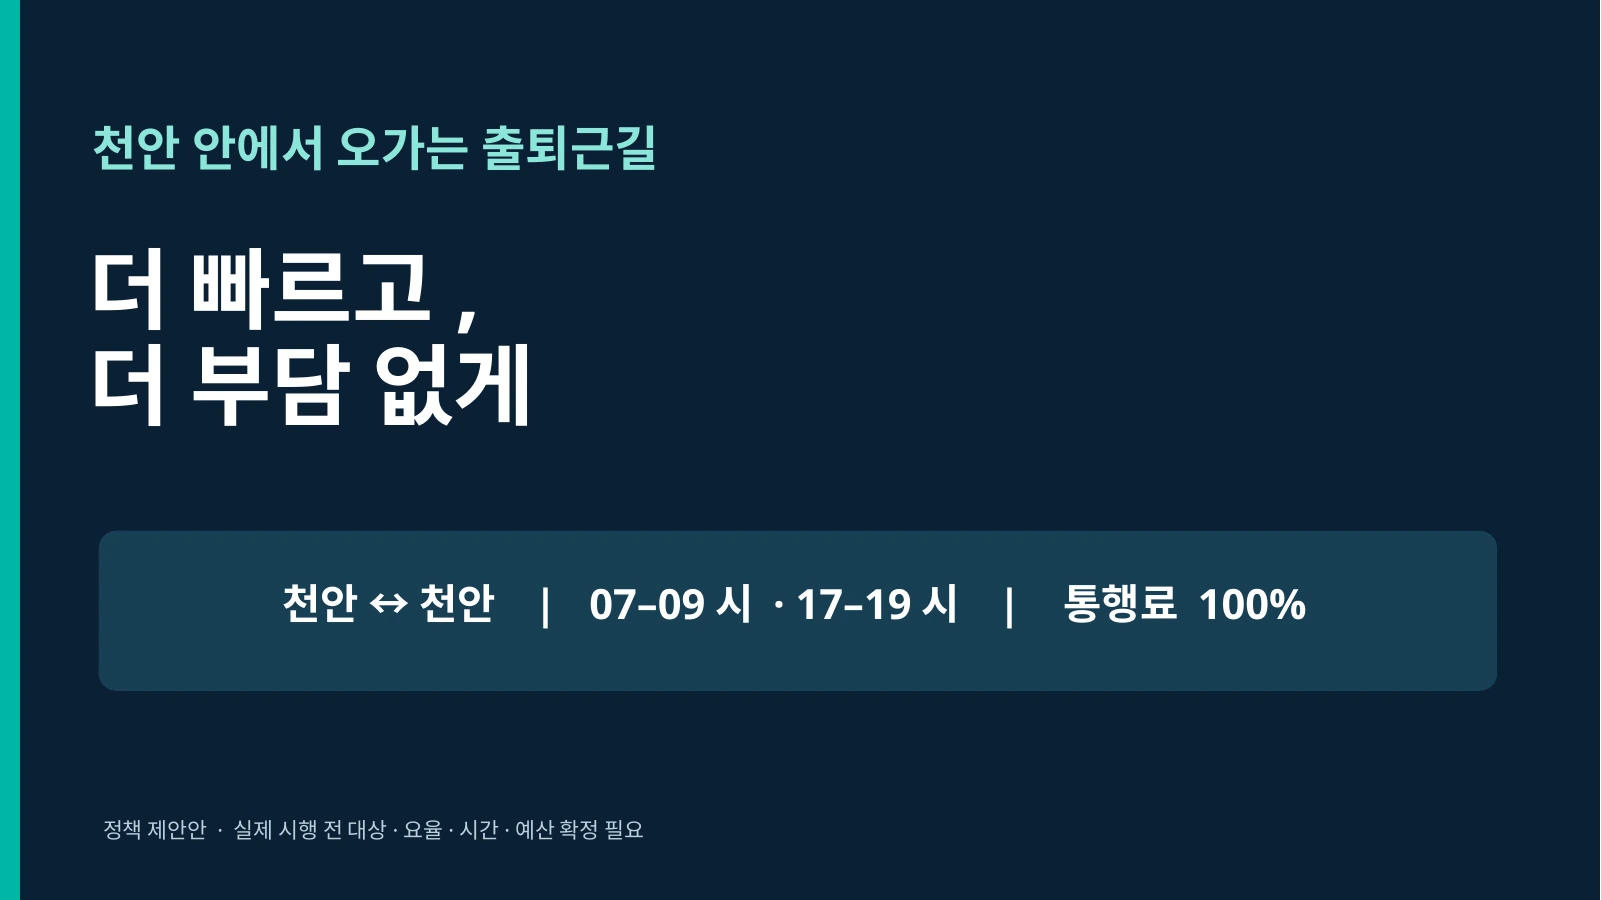 천안 안에서 오가는 출퇴근길
더 빠르고,
더 부담 없게
천안 ↔ 천안 | 07–09 시 · 17–19 시 | 통행료 100%
정책 제안안 · 실제 시행 전 대상 · 요율 · 시간 · 예산 확정 필요